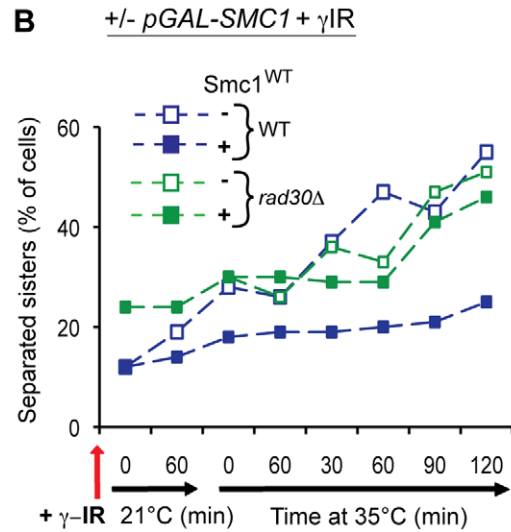 B +/- pGAL-SMC1 + γIR
Smc1WT
- WT
+
- rad30Δ
+
Separated sisters (% of cells)
60
40
20
0
0 60 0 60 30 60 90 120
+ γ-IR 21°C (min) Time at 35°C (min)